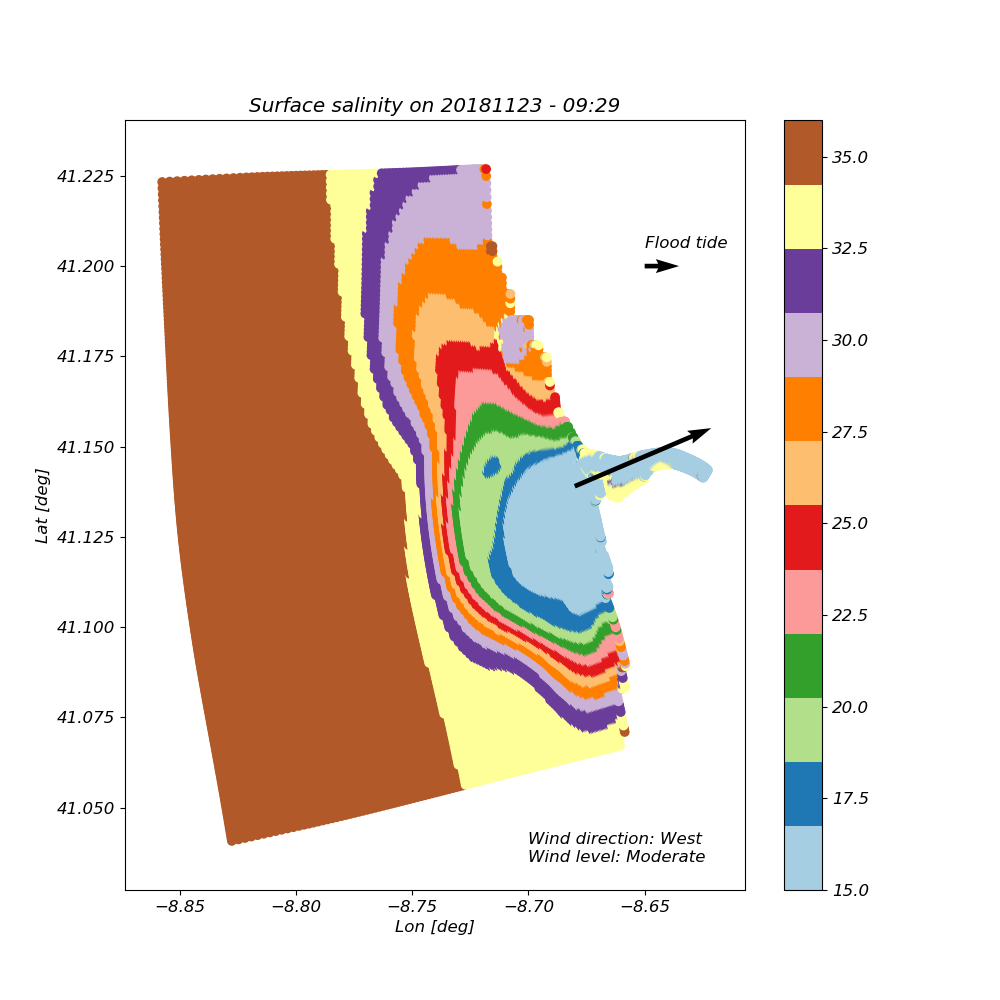 Surface salinity on 20181123 - 09:29
41.225
41.200
41.175
41.150
41.125
41.100
41.075
41.050
Lat [deg]
−8.85 −8.80 −8.75 −8.70 −8.65
Lon [deg]
Flood tide
Wind direction: West
Wind level: Moderate
35.0
32.5
30.0
27.5
25.0
22.5
20.0
17.5
15.0